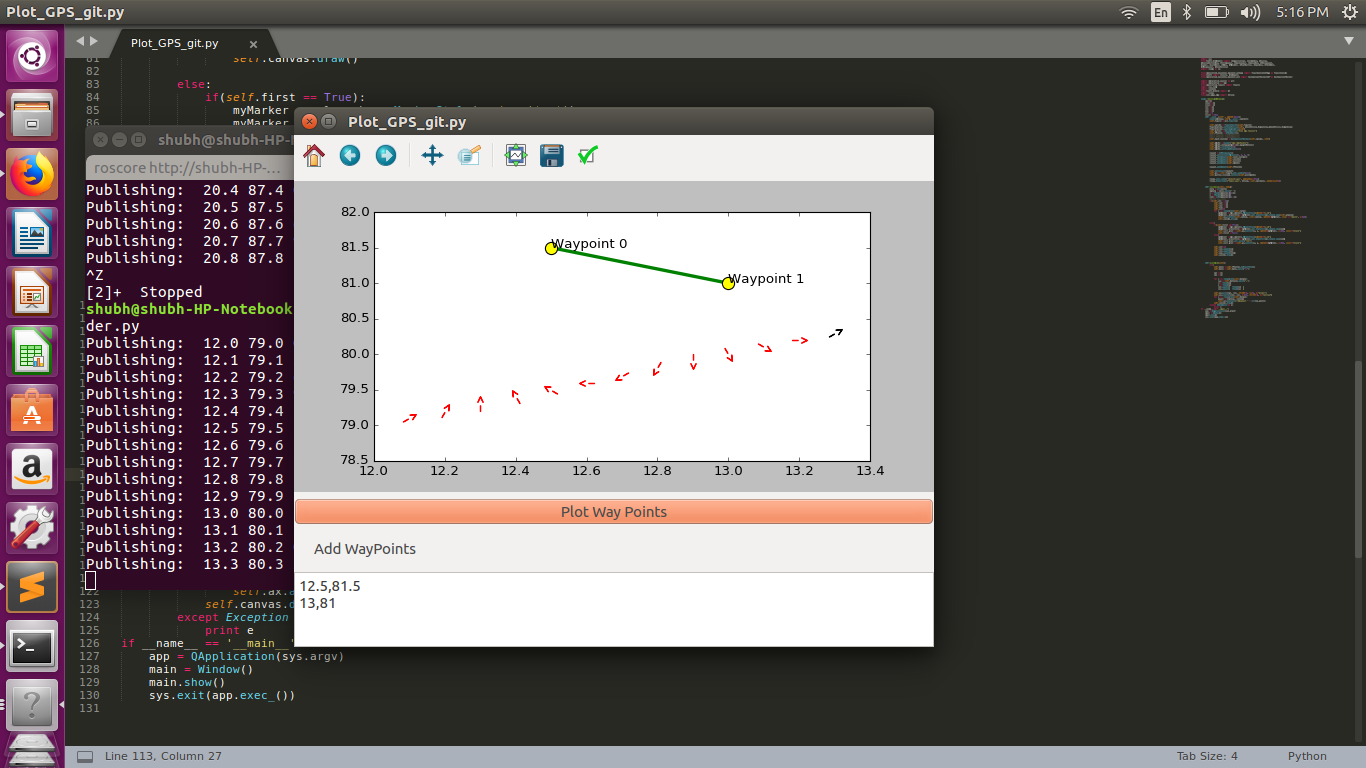 Plot_GPS_git.py
En
5:16 PM
Plot_GPS_git.py ×
81 self.canvas.draw()
82
83 else:
84 if(self.first == True):
85
86
shubh@shubh-HP-
roscore http://shubh-HP-...
Publishing: 20.4 87.4
Publishing: 20.5 87.5
Publishing: 20.6 87.6
Publishing: 20.7 87.7
Publishing: 20.8 87.8
^Z
[2]+ Stopped
shubh@shubh-HP-Notebook
der.py
Publishing: 12.0 79.0
Publishing: 12.1 79.1
Publishing: 12.2 79.2
Publishing: 12.3 79.3
Publishing: 12.4 79.4
Publishing: 12.5 79.5
Publishing: 12.6 79.6
Publishing: 12.7 79.7
Publishing: 12.8 79.8
Publishing: 12.9 79.9
Publishing: 13.0 80.0
Publishing: 13.1 80.1
Publishing: 13.2 80.2
Publishing: 13.3 80.3
Plot_GPS_git.py
82.0
81.5
81.0
80.5
80.0
79.5
79.0
78.5
Waypoint 0
Waypoint 1
12.0 12.2 12.4 12.6 12.8 13.0 13.2 13.4
Plot Way Points
Add WayPoints
12.5,81.5
13,81
122 self.ax.a
123 self.canvas.d
124 except Exception
125 print e
126 if __name__ == '__main__'
127 app = QApplication(sys.argv)
128 main = Window()
129 main.show()
130 sys.exit(app.exec_())
131
Line 113, Column 27
Tab Size: 4
Python